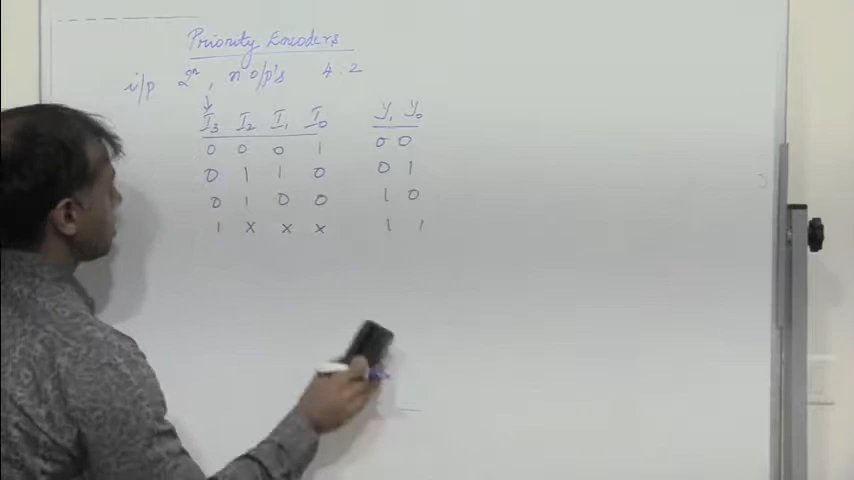 Priority Encoders
i/p 2ⁿ, n o/p's 4:2
↓
I₃ I₂ I₁ I₀ Y₁ Y₀
0 0 0 1 0 0
0 1 1 0 0 1
0 1 0 0 1 0
1 x x x 1 1